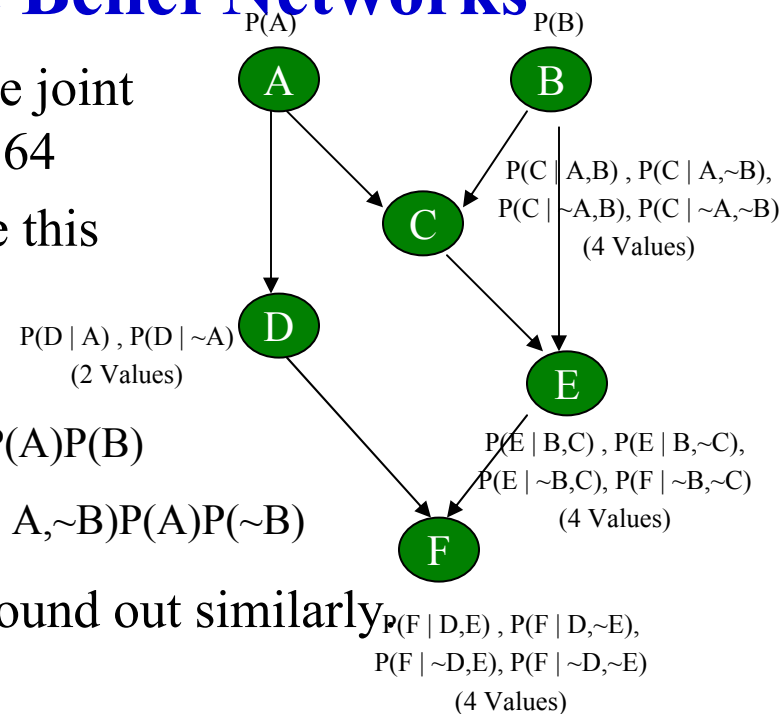 Belief Networks
P(A)
P(B)
A
B
e joint
64
P(C | A,B) , P(C | A,~B),
P(C | ~A,B), P(C | ~A,~B)
(4 Values)
C
e this
D
P(D | A) , P(D | ~A)
(2 Values)
E
P(A)P(B)
P(E | B,C) , P(E | B,~C),
P(E | ~B,C), P(F | ~B,~C)
(4 Values)
A,~B)P(A)P(~B)
F
ound out similarly.
P(F | D,E) , P(F | D,~E),
P(F | ~D,E), P(F | ~D,~E)
(4 Values)